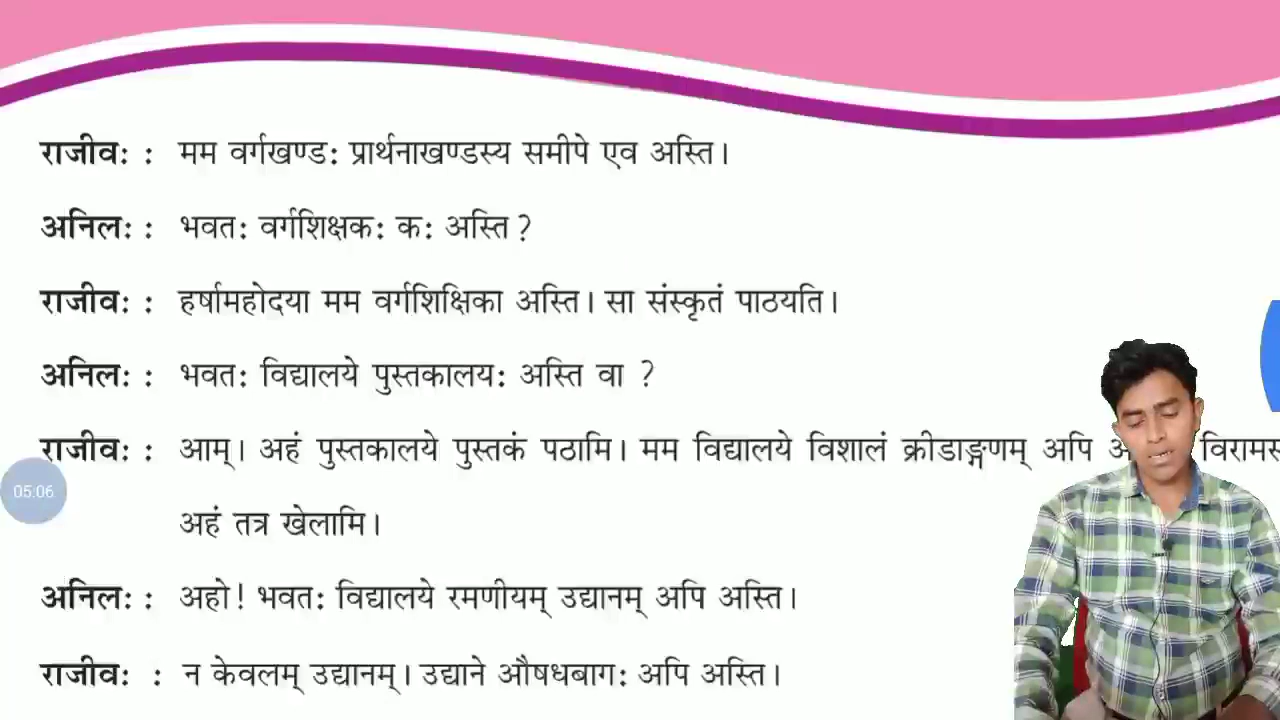 राजीवः : मम वर्गखण्डः प्रार्थनाखण्डस्य समीपे एव अस्ति।
अनिलः : भवतः वर्गशिक्षकः कः अस्ति ?
राजीवः : हर्षामहोदया मम वर्गशिक्षिका अस्ति। सा संस्कृतं पाठयति।
अनिलः : भवतः विद्यालये पुस्तकालयः अस्ति वा ?
राजीवः : आम्। अहं पुस्तकालये पुस्तकं पठामि। मम विद्यालये विशालं क्रीडाङ्गणम् अपि
05:06
अहं तत्र खेलामि।
अनिलः : अहो! भवतः विद्यालये रमणीयम् उद्यानम् अपि अस्ति।
राजीवः : न केवलम् उद्यानम्। उद्याने औषधबागः अपि अस्ति।